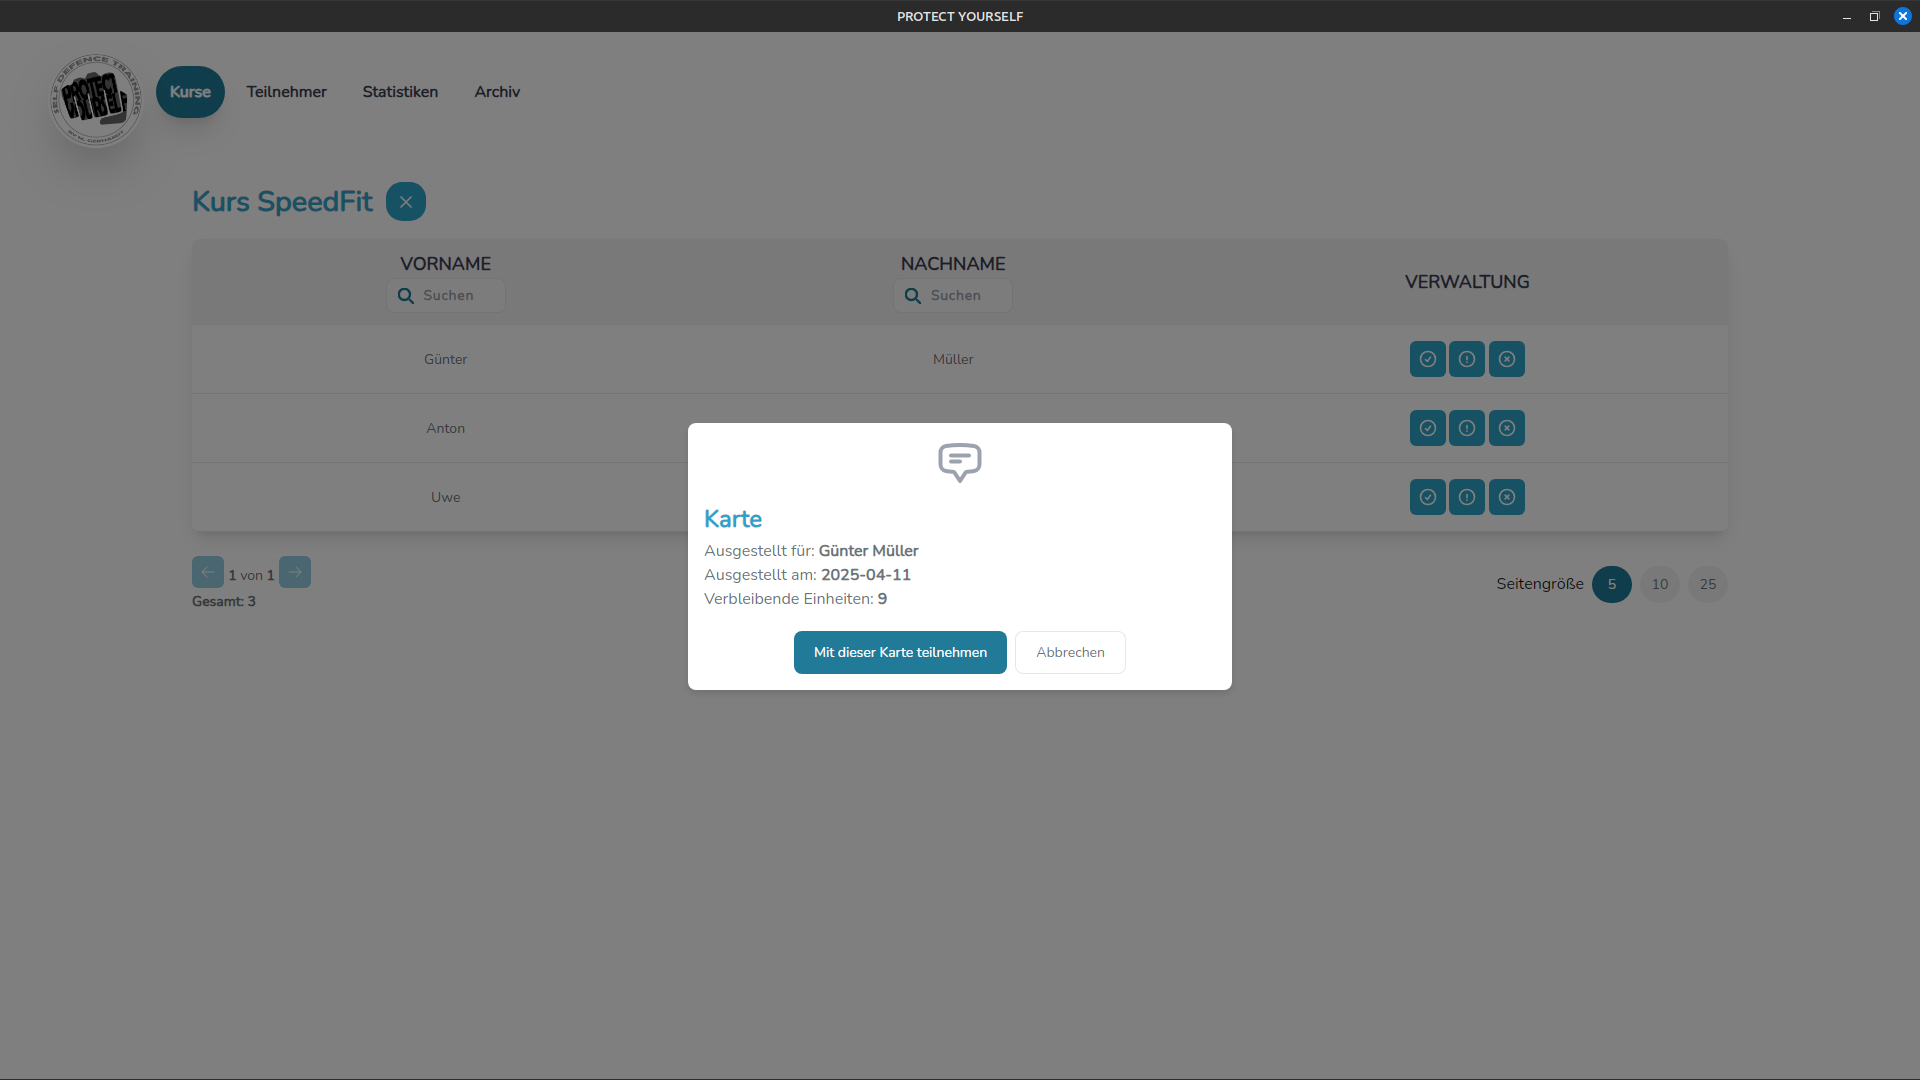 PROTECT YOURSELF
SELF DEFENCE TRAINING
PROTECT
Kurse Teilnehmer Statistiken Archiv
Kurs SpeedFit
VORNAME NACHNAME VERWALTUNG
Suchen Suchen
Günter Müller
Anton
Uwe
Karte
Ausgestellt für: Günter Müller
Ausgestellt am: 2025-04-11
Verbleibende Einheiten: 9
Mit dieser Karte teilnehmen Abbrechen
1 von 1
Gesamt: 3
Seitengröße 5 10 25